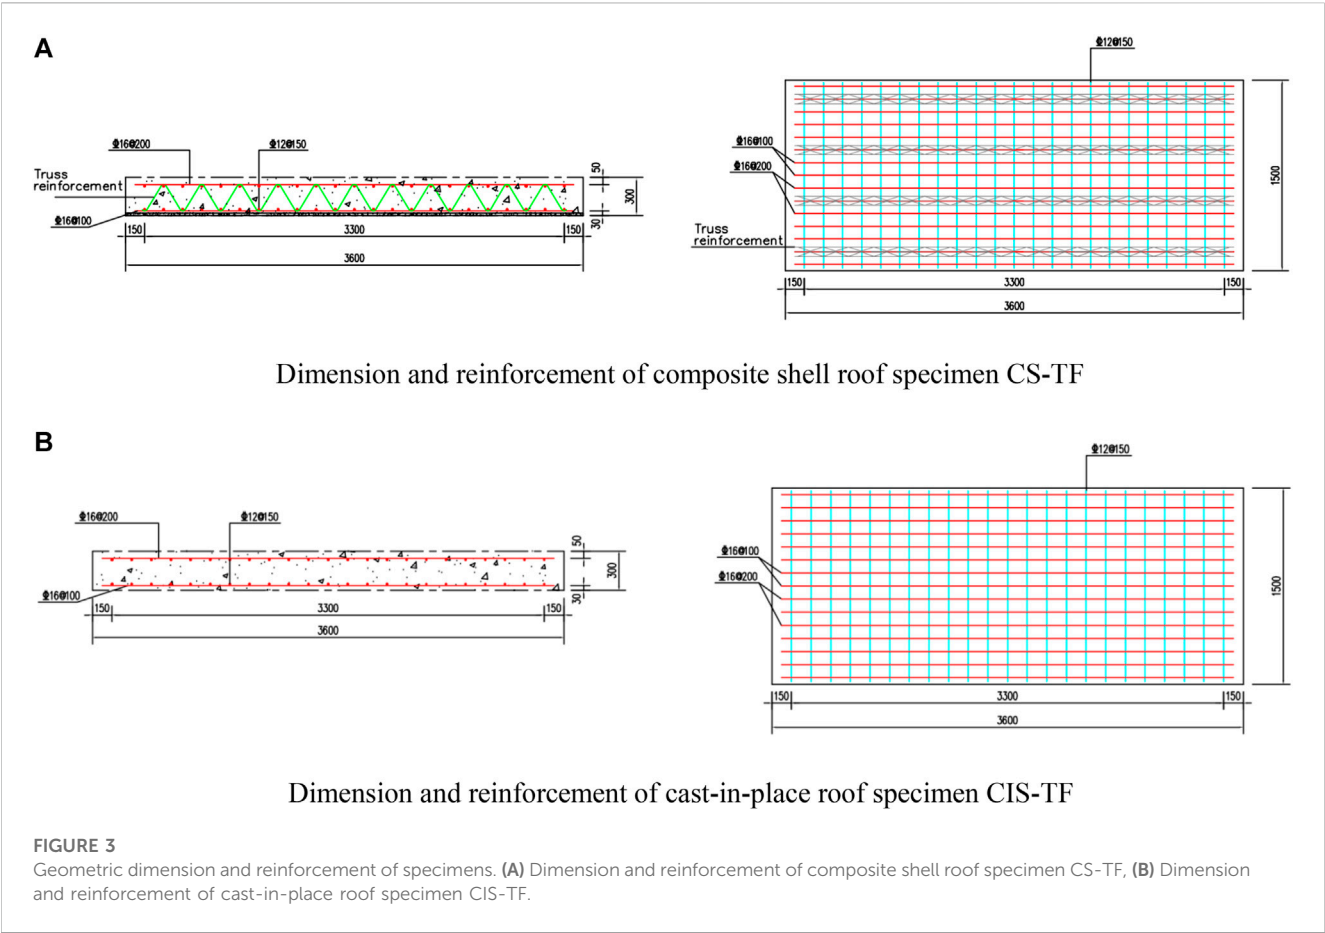 A
Φ12@150
Φ16@200
Φ12@150
Truss
reinforcement
Φ16@100
50
300
30
150
3300
150
3600
Φ16@100
Φ16@200
Truss
reinforcement
1500
150
3300
150
3600
Dimension and reinforcement of composite shell roof specimen CS-TF
B
Φ12@150
Φ16@200
Φ12@150
Φ16@100
50
300
30
150
3300
150
3600
Φ16@100
Φ16@200
1500
150
3300
150
3600
Dimension and reinforcement of cast-in-place roof specimen CIS-TF
FIGURE 3
Geometric dimension and reinforcement of specimens. (A) Dimension and reinforcement of composite shell roof specimen CS-TF, (B) Dimension
and reinforcement of cast-in-place roof specimen CIS-TF.